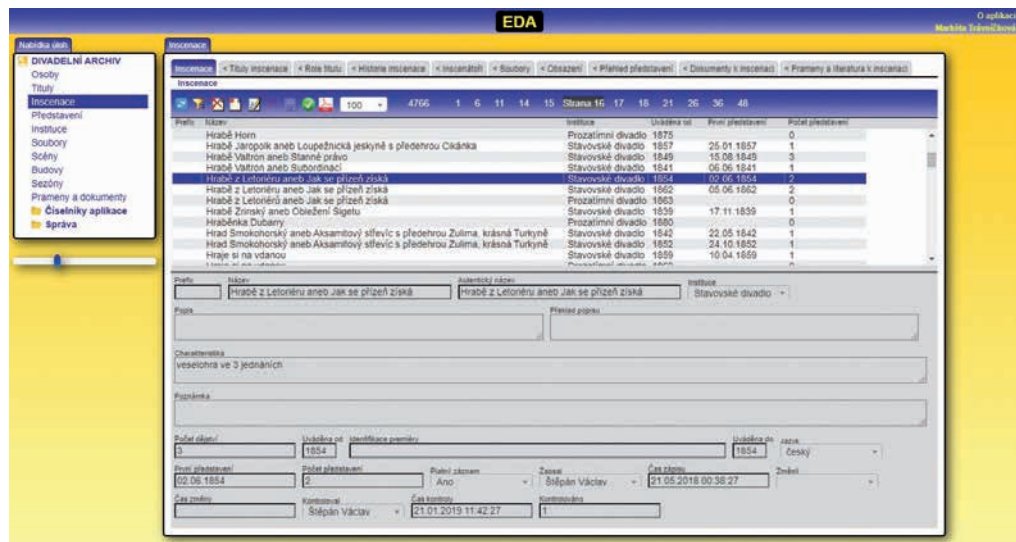 EDA
O aplikaci
Markéta Trávníčková
Nabídka úloh
DIVADELNÍ ARCHIV
Osoby
Tituly
Inscenace
Představení
Instituce
Soubory
Scény
Budovy
Sezóny
Prameny a dokumenty
Číselníky aplikace
Správa
Inscenace
Inscenace < Tituly inscenace < Role titulu < Historie inscenace < Inscenátoři < Soubory < Obsazení < Přehled představení < Dokumenty k inscenaci < Prameny a literatura k inscenaci
Inscenace
100 4766 1 6 11 14 15 Strana 16 17 18 21 26 36 48
Prefix Název Instituce Uváděna od První představení Počet představení
Hrabě Horn Prozatímní divadlo 1875 0
Hrabě Jaropolk aneb Loupežnická jeskyně s předehrou Cikánka Stavovské divadlo 1857 25.01.1857 1
Hrabě Valtron aneb Stanné právo Stavovské divadlo 1849 15.08.1849 3
Hrabě Valtron aneb Subordinací Stavovské divadlo 1841 06.06.1841 1
Hrabě z Letoriéru aneb Jak se přízeň získá Stavovské divadlo 1854 02.06.1854 2
Hrabě z Letoriérů aneb Jak se přízeň získá Stavovské divadlo 1862 05.06.1862 2
Hrabě z Letoriérů aneb Jak se přízeň získá Prozatímní divadlo 1863 0
Hrabě Zrinský aneb Obležení Sigetu Stavovské divadlo 1839 17.11.1839 1
Hraběnka Dubarry Prozatímní divadlo 1880 0
Hrad Smokohorský aneb Aksamitový střevíc s předehrou Zulima, krásná Turkyně Stavovské divadlo 1842 22.05.1842 1
Hrad Smokohorský aneb Aksamitový střevíc s předehrou Zulima, krásná Turkyně Stavovské divadlo 1852 24.10.1852 1
Hraje si na vdanou Stavovské divadlo 1859 10.04.1859 1
Prefix Název Autentický název Instituce
Hrabě z Letoriéru aneb Jak se přízeň získá Hrabě z Letoriéru aneb Jak se přízeň získá Stavovské divadlo
Popis Překlad popisu
Charakteristika
veselohra ve 3 jednáních
Poznámka
Počet dějství Uváděna od Identifikace premiéry Uváděna do Jazyk
3 1854 1854 český
První představení Počet představení Platný záznam Zapsal Čas zápisu Změnil
02.06.1854 2 Ano Štěpán Václav 21.05.2018 00:38:27
Čas změny Kontroloval Čas kontroly Kontrolováno
Štěpán Václav 21.01.2019 11:42:27 1